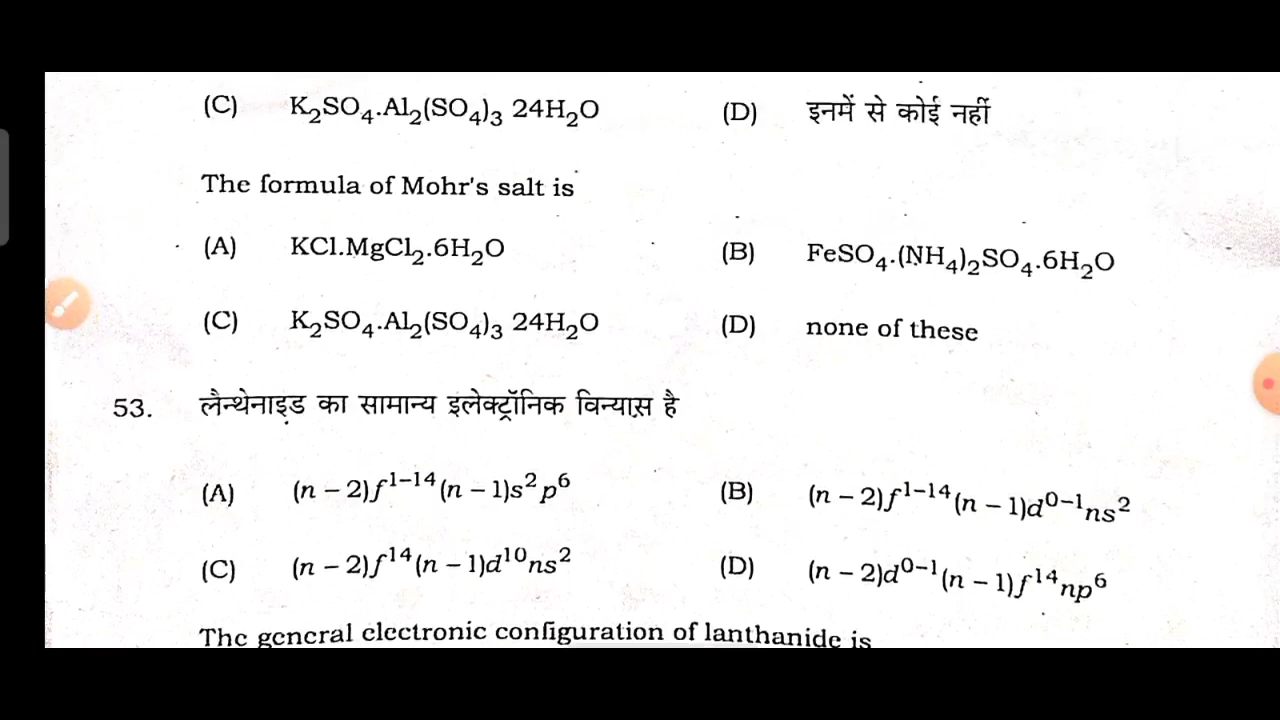 (C) K₂SO₄.Al₂(SO₄)₃ 24H₂O (D) इनमें से कोई नहीं
The formula of Mohr's salt is
(A) KCl.MgCl₂.6H₂O (B) FeSO₄.(NH₄)₂SO₄.6H₂O
(C) K₂SO₄.Al₂(SO₄)₃ 24H₂O (D) none of these
53. लैन्थेनाइड का सामान्य इलेक्ट्रॉनिक विन्यास है
(A) (n – 2)f¹⁻¹⁴(n – 1)s²p⁶ (B) (n – 2)f¹⁻¹⁴(n – 1)d⁰⁻¹ns²
(C) (n – 2)f¹⁴(n – 1)d¹⁰ns² (D) (n – 2)d⁰⁻¹(n – 1)f¹⁴np⁶
The general electronic configuration of lanthanide is